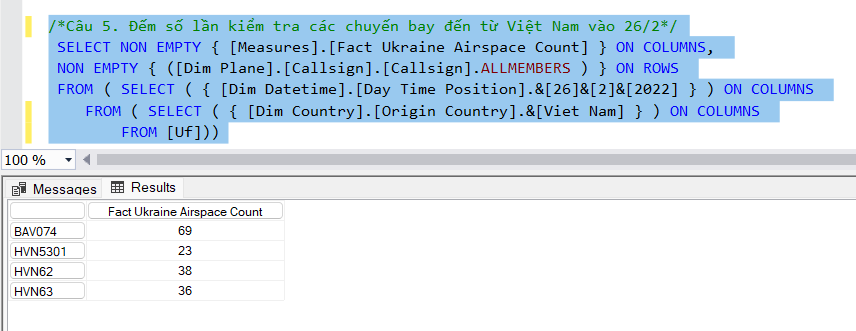 /*Câu 5. Đếm số lần kiểm tra các chuyến bay đến từ Việt Nam vào 26/2*/
SELECT NON EMPTY { [Measures].[Fact Ukraine Airspace Count] } ON COLUMNS,
NON EMPTY { ([Dim Plane].[Callsign].[Callsign].ALLMEMBERS ) } ON ROWS
FROM ( SELECT ( { [Dim Datetime].[Day Time Position].&[26]&[2]&[2022] } ) ON COLUMNS
FROM ( SELECT ( { [Dim Country].[Origin Country].&[Viet Nam] } ) ON COLUMNS
FROM [Uf]))
100 %
Messages Results
Fact Ukraine Airspace Count
BAV074 69
HVN5301 23
HVN62 38
HVN63 36